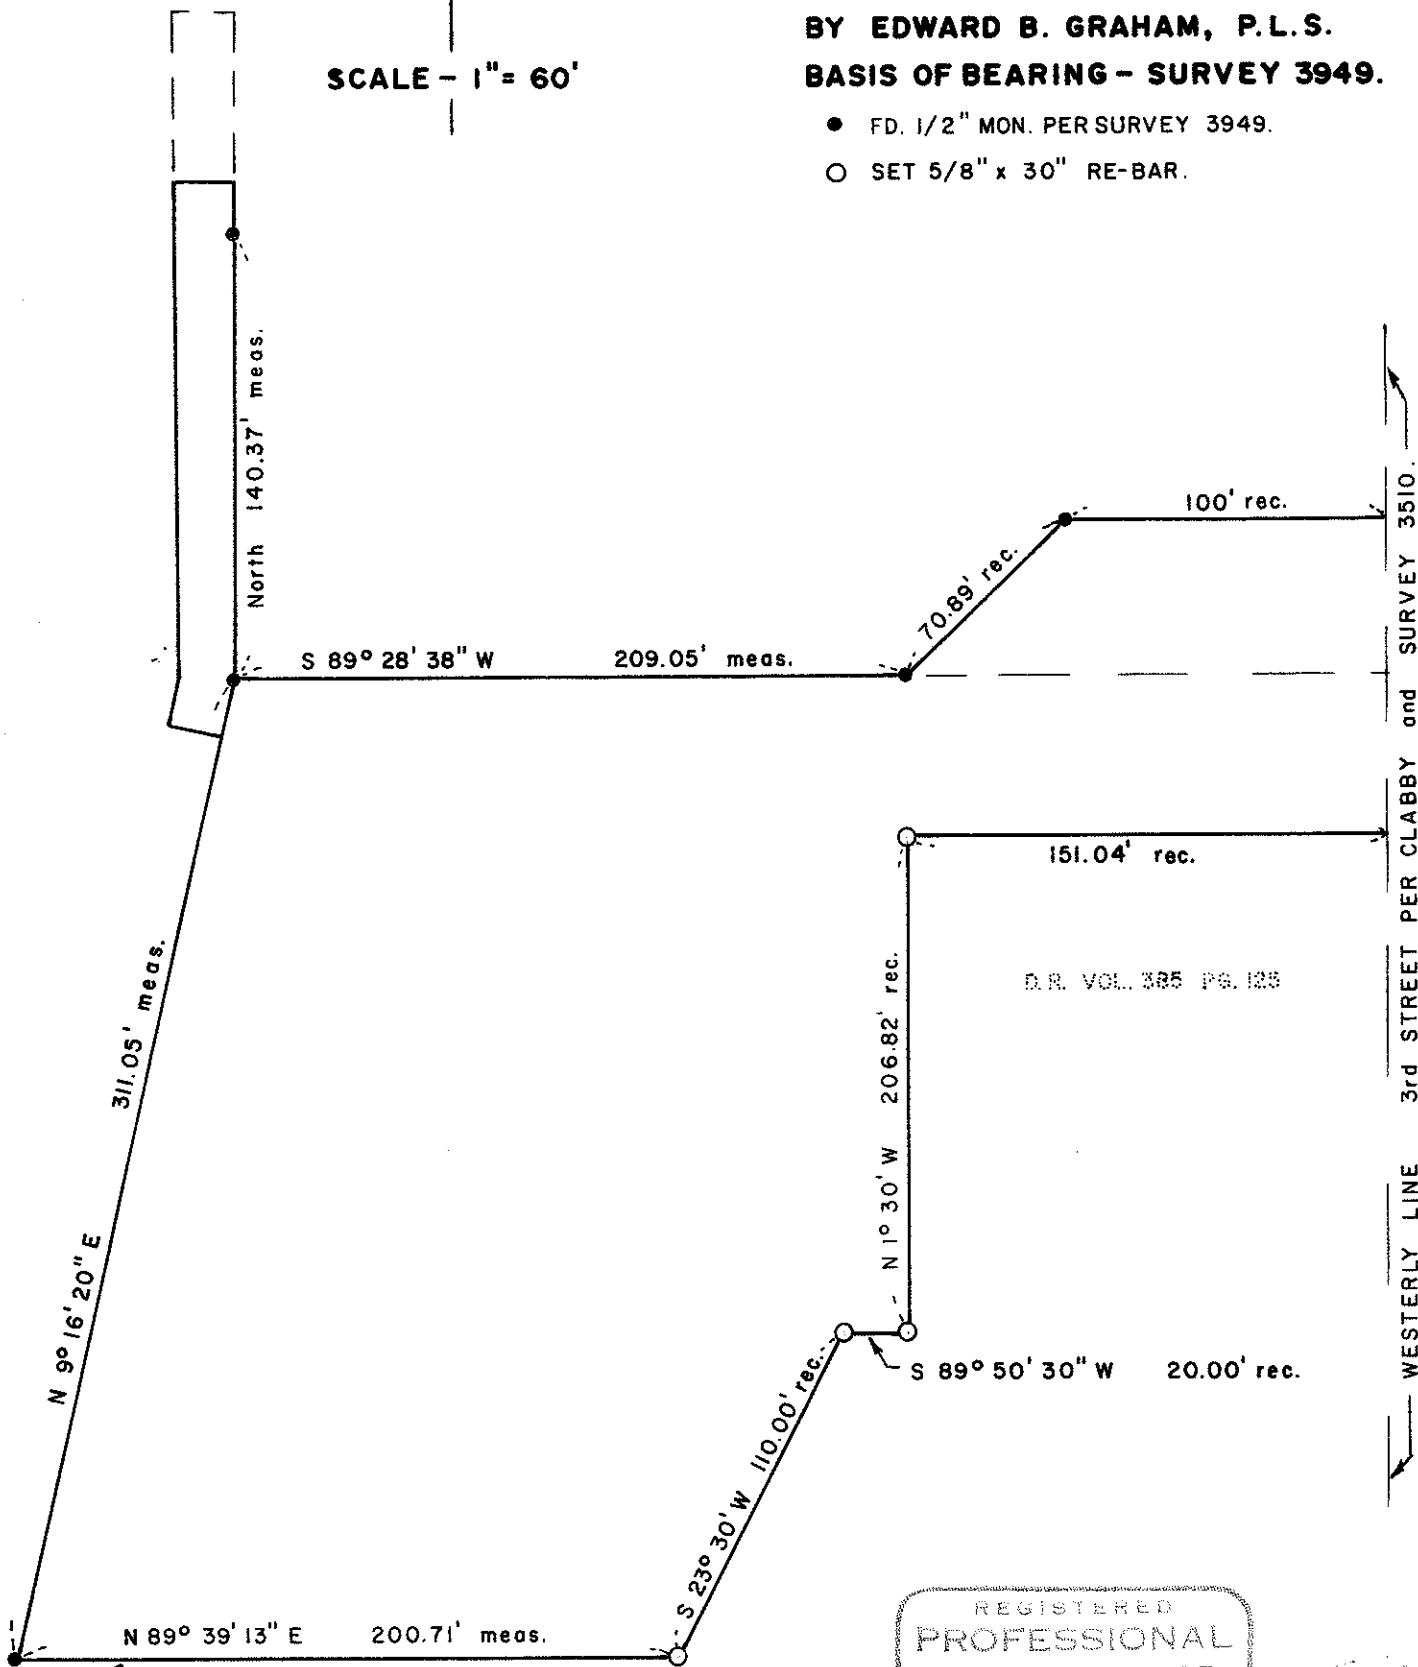 BY EDWARD B. GRAHAM, P.L.S.
SCALE - 1" = 60'
BASIS OF BEARING - SURVEY 3949.
FD. 1/2" MON. PER SURVEY 3949.
SET 5/8" x 30" RE-BAR.
North 140.37' meas.
100' rec.
70.89' rec.
S 89° 28' 38" W 209.05' meas.
151.04' rec.
D.R. VOL. 385 PG. 125
N 1° 30' W 206.82' rec.
N 9° 16' 20" E 311.05' meas.
S 89° 50' 30" W 20.00' rec.
S 23° 30' W 110.00' rec.
N 89° 39' 13" E 200.71' meas.
WESTERLY LINE 3rd STREET PER CLABBY and SURVEY 3510.
REGISTERED
PROFESSIONAL